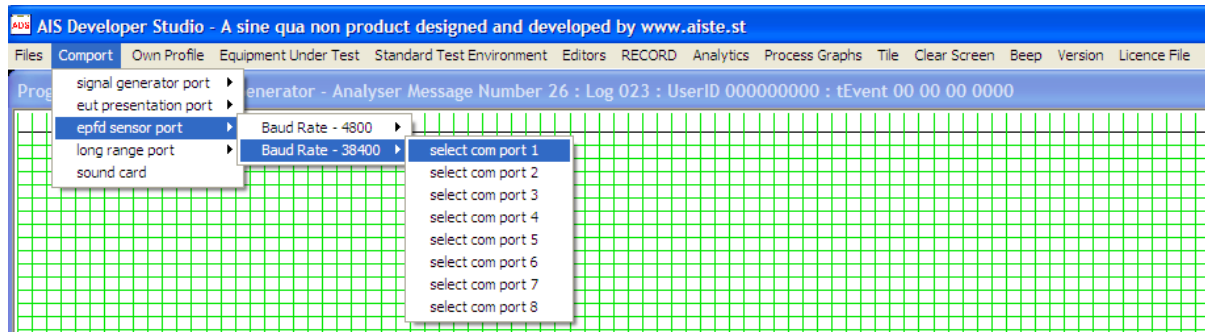 ADS AIS Developer Studio - A sine qua non product designed and developed by www.aiste.st
Files Comport Own Profile Equipment Under Test Standard Test Environment Editors RECORD Analytics Process Graphs Tile Clear Screen Beep Version Licence File
Prog enerator - Analyser Message Number 26 : Log 023 : UserID 000000000 : tEvent 00 00 00 0000
signal generator port
eut presentation port
epfd sensor port
long range port
sound card
Baud Rate - 4800
Baud Rate - 38400
select com port 1
select com port 2
select com port 3
select com port 4
select com port 5
select com port 6
select com port 7
select com port 8